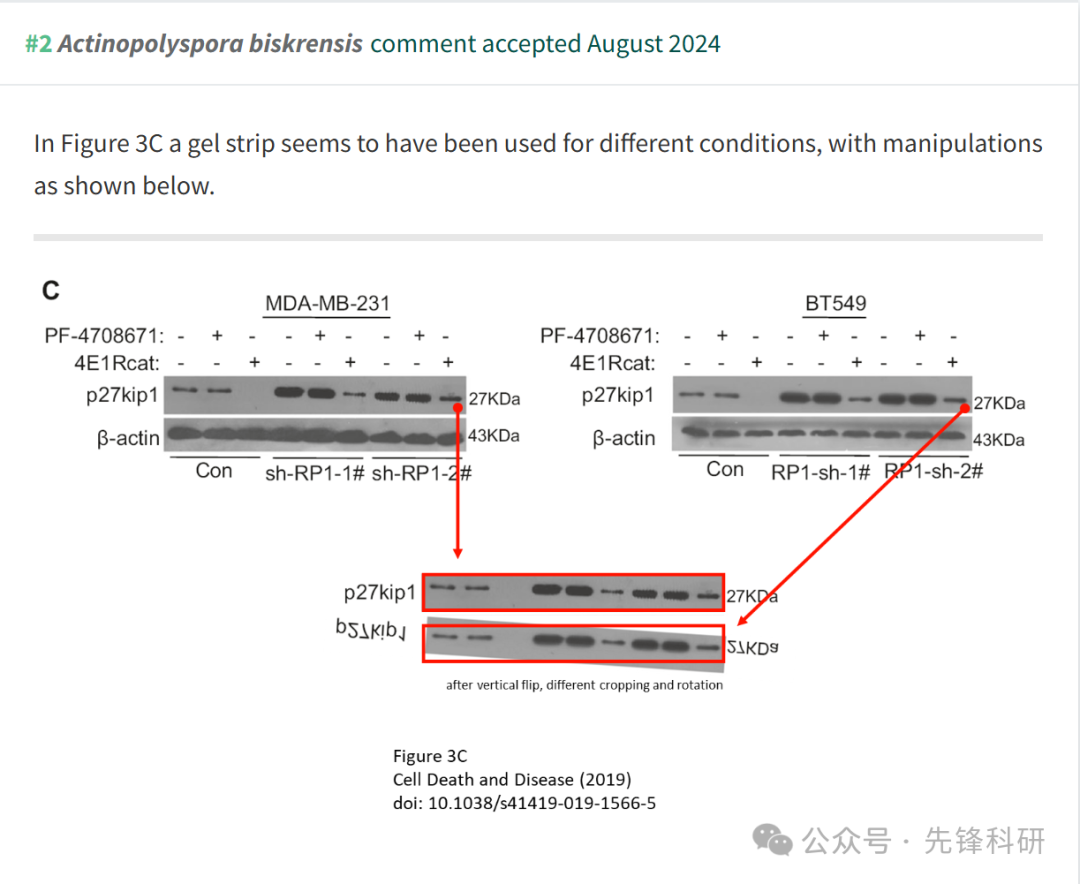 #2 Actinopolyspora biskrensis comment accepted August 2024
In Figure 3C a gel strip seems to have been used for different conditions, with manipulations
as shown below.
C
MDA-MB-231
PF-4708671: - + - - + - - + -
4E1Rcat: - - + - - + - - +
p27kip1
27KDa
β-actin
43KDa
Con sh-RP1-1# sh-RP1-2#
BT549
PF-4708671: - + - - + - - + -
4E1Rcat: - - + - - + - - +
p27kip1
27KDa
β-actin
43KDa
Con RP1-sh-1# RP1-sh-2#
p27kip1
27KDa
p27kip1
27KDa
after vertical flip, different cropping and rotation
Figure 3C
Cell Death and Disease (2019)
doi: 10.1038/s41419-019-1566-5
公众号 · 先锋科研